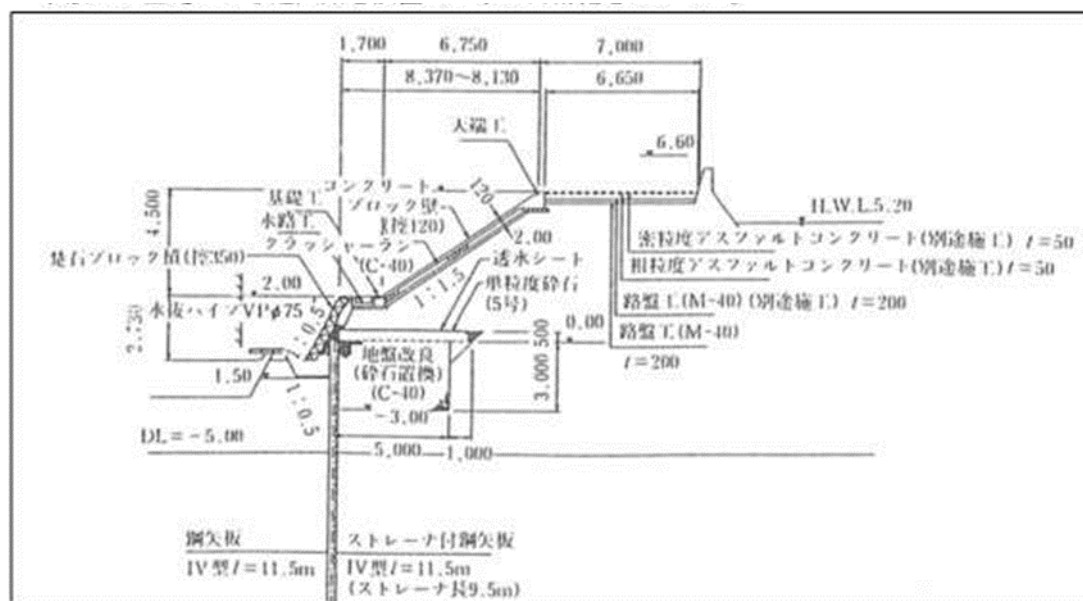 1,700
6,750
7,000
8,370～8,130
6,650
天端工
6.60
コンクリート
120
基礎工
ブロック壁
4,500
水路工
(控120)
H.W.L.5.20
クラッシャーラン
2.00
密粒度デスファルトコンクリート(別途施工) t=50
(C-40)
透水シート
粗粒度デスファルトコンクリート(別途施工) t=50
ブロック積(控350)
1:1.5
単粒度砕石
2.00
(5号)
路盤工(M-40)(別途施工) t=200
水抜パイプVPφ75
1:0.5
0.00
500
路盤工(M-40)
地盤改良
t=200
(砕石置換)
(C-40)
3,000
1.50
-3.00
1:0.5
DL=-5.00
5,000
1,000
鋼矢板
ストレーナ付鋼矢板
IV型 l=11.5m
IV型 l=11.5m
(ストレーナ長9.5m)